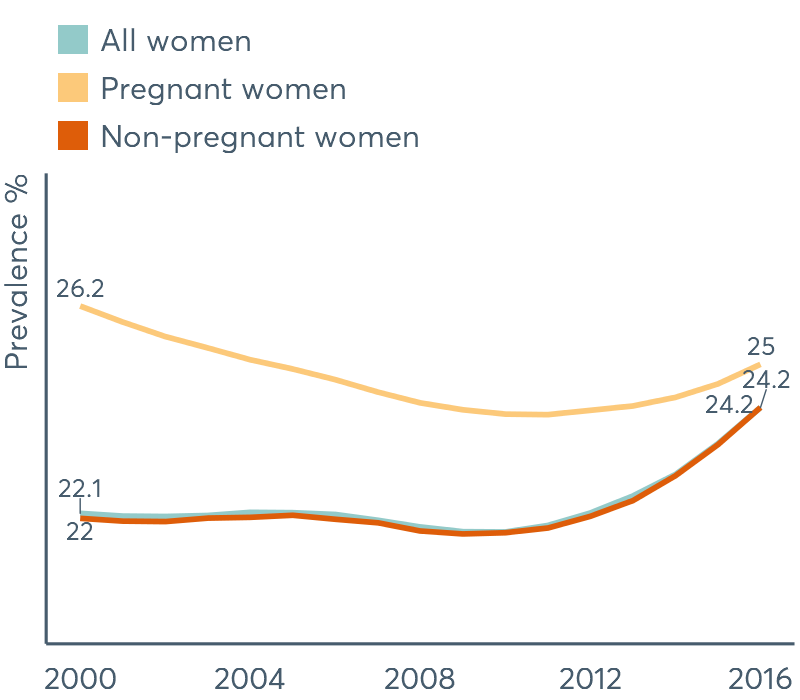 All women
Pregnant women
Non-pregnant women
Prevalence %
26.2
25
24.2
24.2
22.1
22
2000 2004 2008 2012 2016